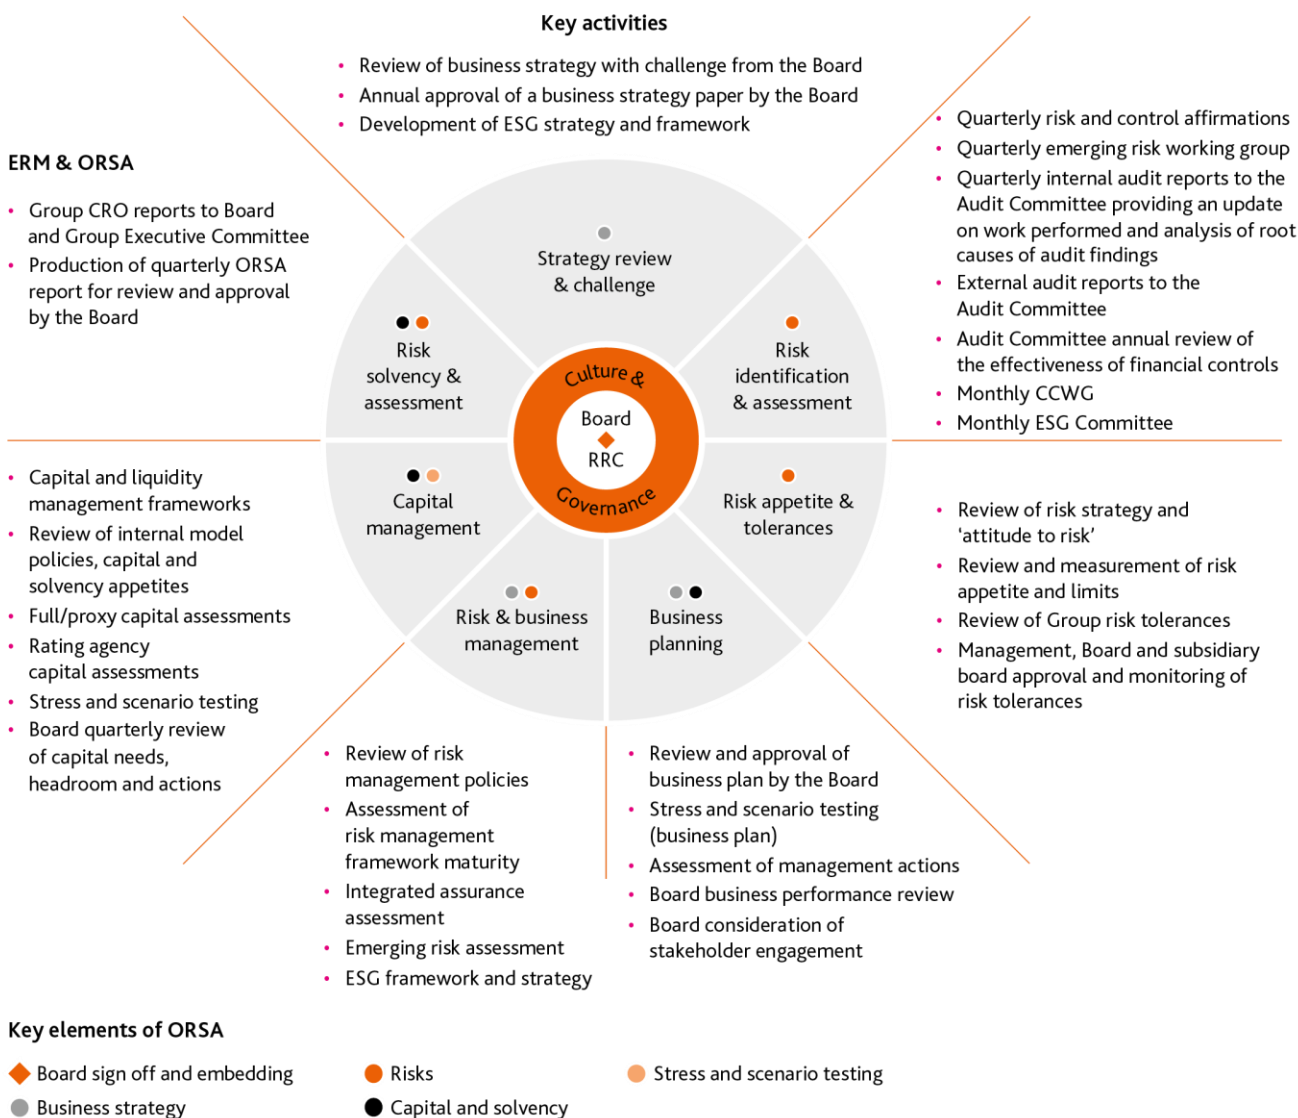 Key activities
• Review of business strategy with challenge from the Board
• Annual approval of a business strategy paper by the Board
• Development of ESG strategy and framework
ERM & ORSA
• Group CRO reports to Board
and Group Executive Committee
• Production of quarterly ORSA
report for review and approval
by the Board
• Quarterly risk and control affirmations
• Quarterly emerging risk working group
• Quarterly internal audit reports to the
Audit Committee providing an update
on work performed and analysis of root
causes of audit findings
• External audit reports to the
Audit Committee
• Audit Committee annual review of
the effectiveness of financial controls
• Monthly CCWG
• Monthly ESG Committee
Strategy review
& challenge
Risk
solvency &
assessment
Risk
identification
& assessment
Culture &
Board
RRC
Governance
Capital
management
Risk appetite &
tolerances
Risk & business
management
Business
planning
• Capital and liquidity
management frameworks
• Review of internal model
policies, capital and
solvency appetites
• Full/proxy capital assessments
• Rating agency
capital assessments
• Stress and scenario testing
• Board quarterly review
of capital needs,
headroom and actions
• Review of risk strategy and
‘attitude to risk’
• Review and measurement of risk
appetite and limits
• Review of Group risk tolerances
• Management, Board and subsidiary
board approval and monitoring of
risk tolerances
• Review of risk
management policies
• Assessment of
risk management
framework maturity
• Integrated assurance
assessment
• Emerging risk assessment
• ESG framework and strategy
• Review and approval of
business plan by the Board
• Stress and scenario testing
(business plan)
• Assessment of management actions
• Board business performance review
• Board consideration of
stakeholder engagement
Key elements of ORSA
Board sign off and embedding
Risks
Stress and scenario testing
Business strategy
Capital and solvency